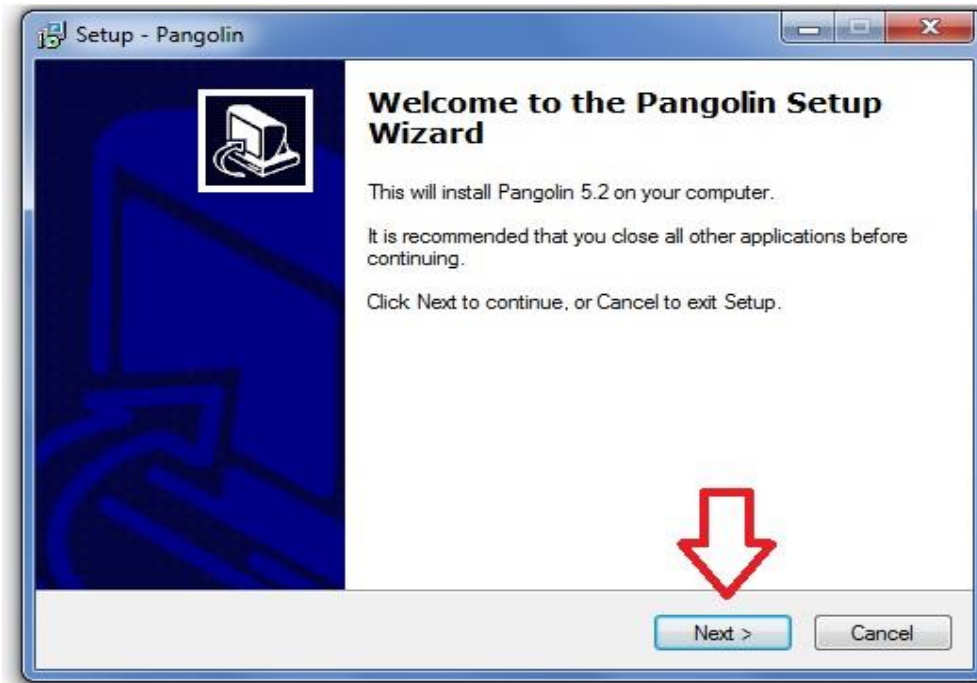 Setup - Pangolin
Welcome to the Pangolin Setup
Wizard
This will install Pangolin 5.2 on your computer.
It is recommended that you close all other applications before
continuing.
Click Next to continue, or Cancel to exit Setup.
Next >
Cancel